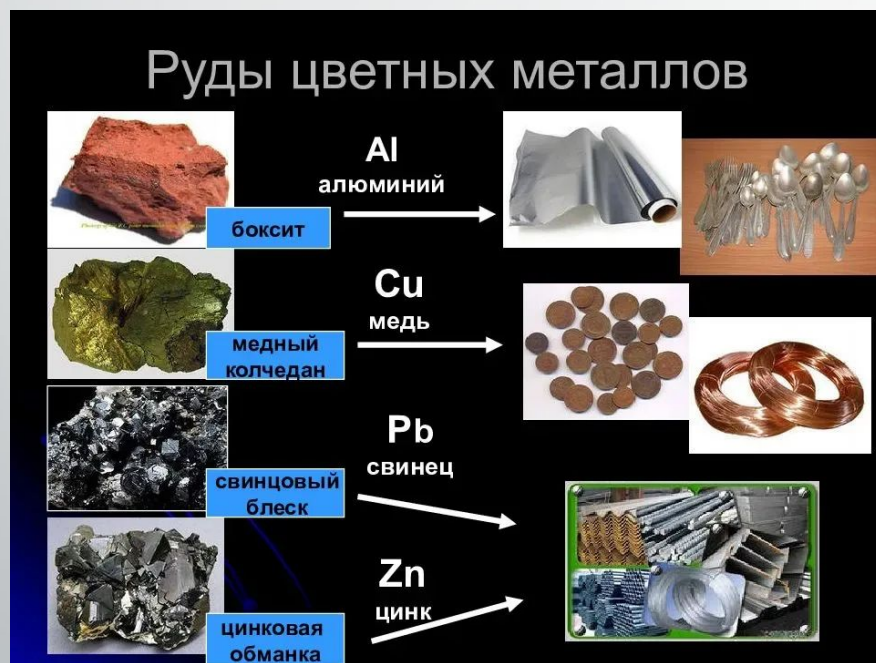 Руды цветных металлов
Al
алюминий
боксит
Cu
медь
медный
колчедан
Pb
свинец
свинцовый
блеск
Zn
цинк
цинковая
обманка